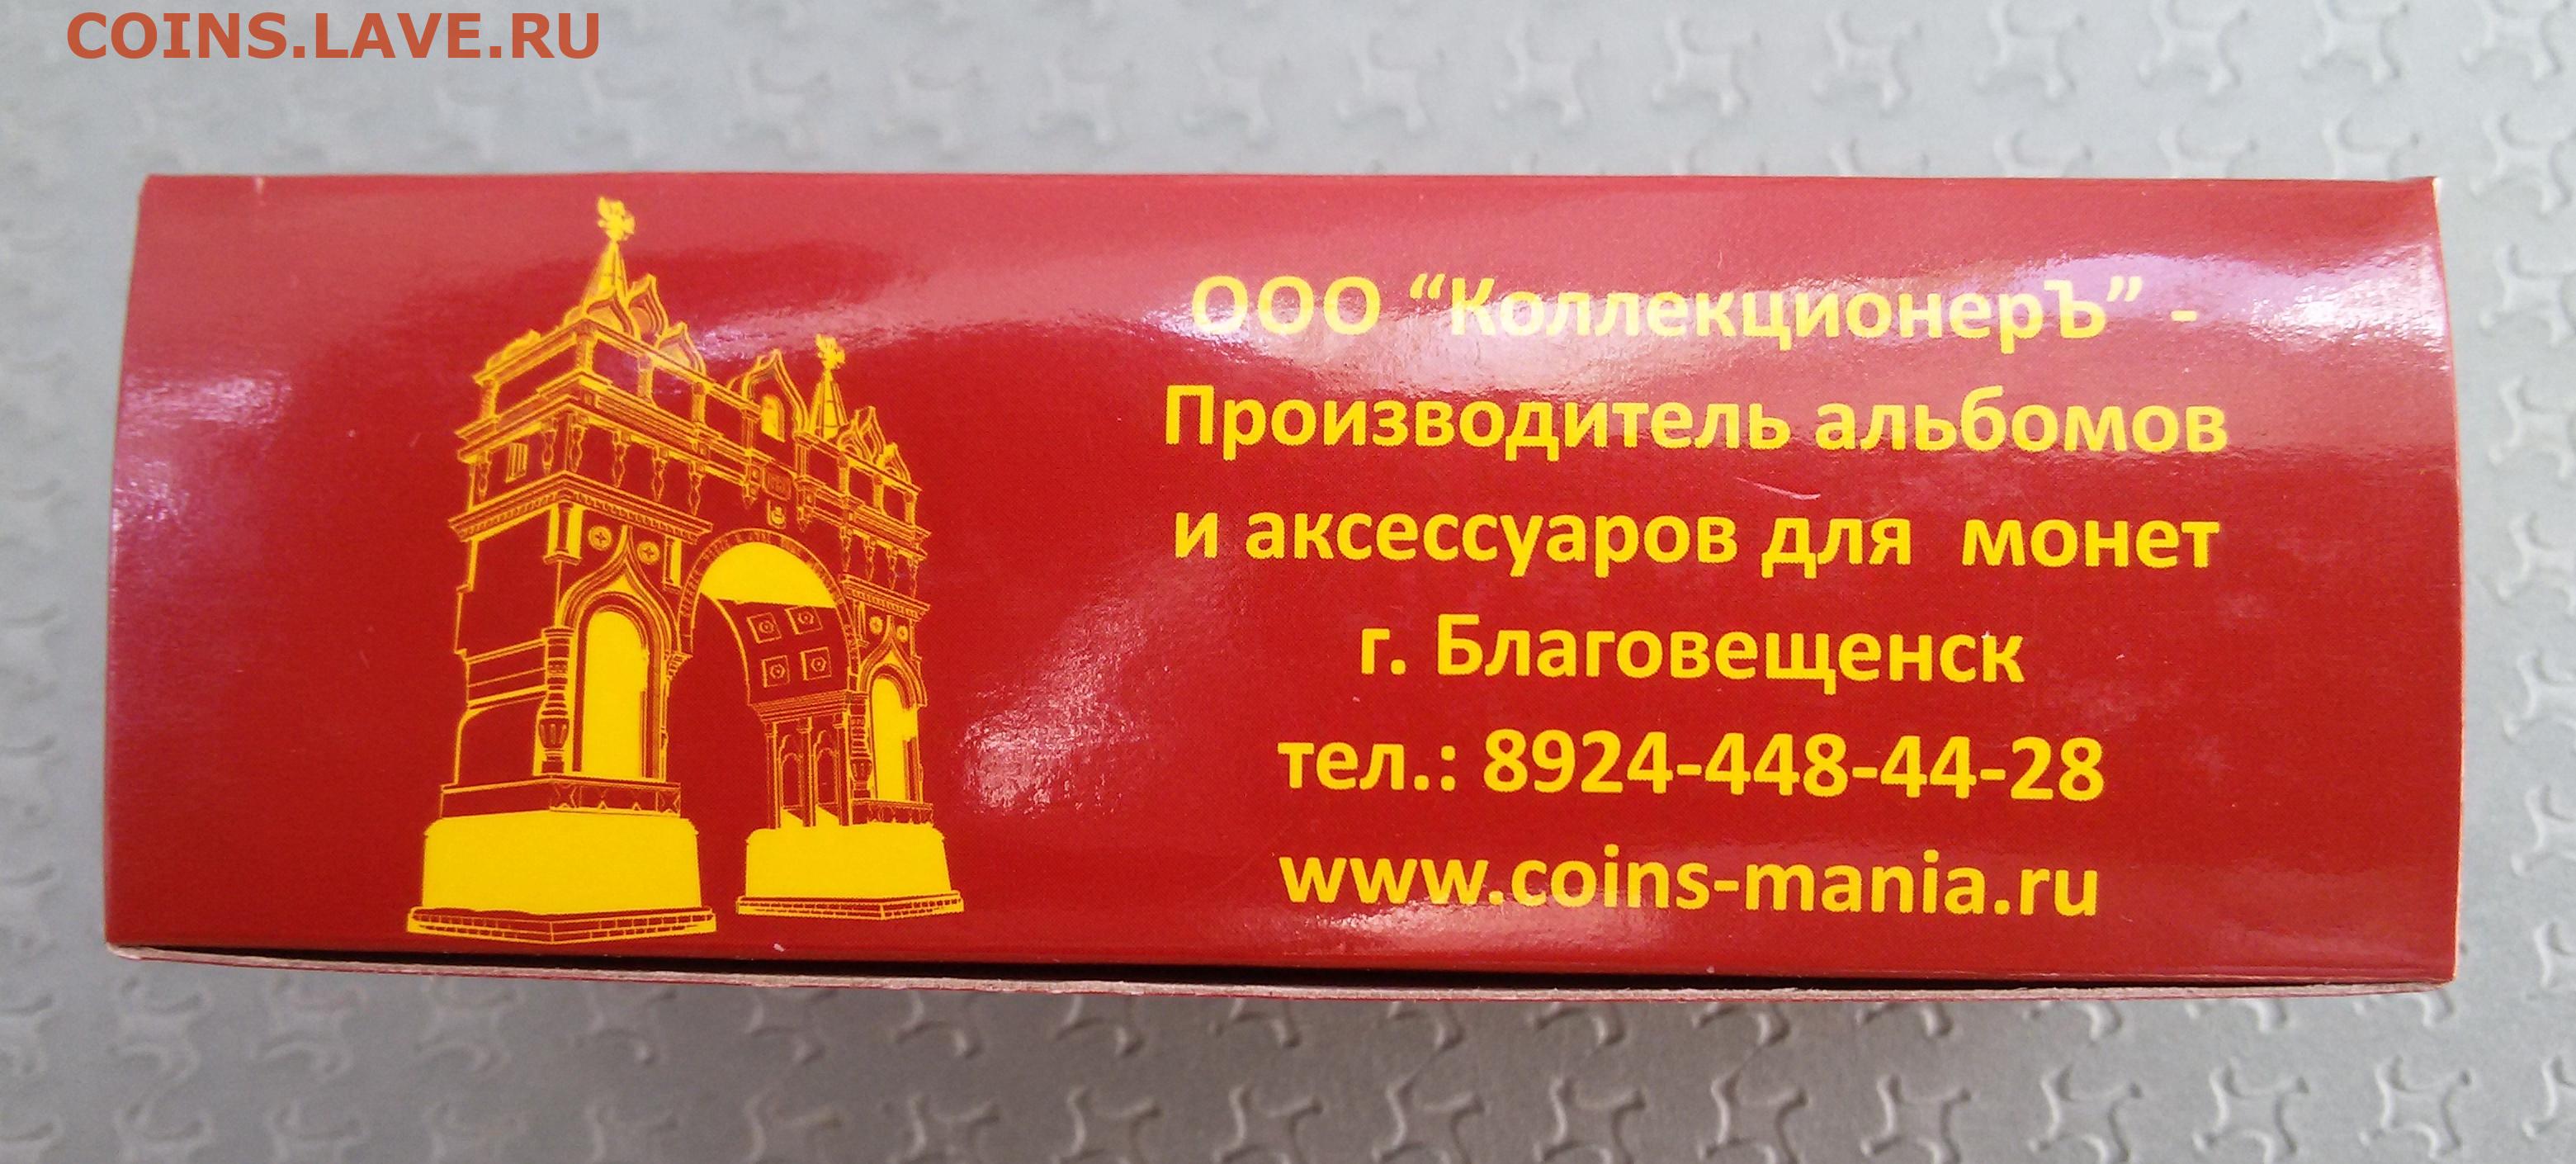 COINS.LAVE.RU
ООО “КоллекционерЪ” -
Производитель альбомов
и аксессуаров для монет
г. Благовещенск
тел.: 8924-448-44-28
www.coins-mania.ru